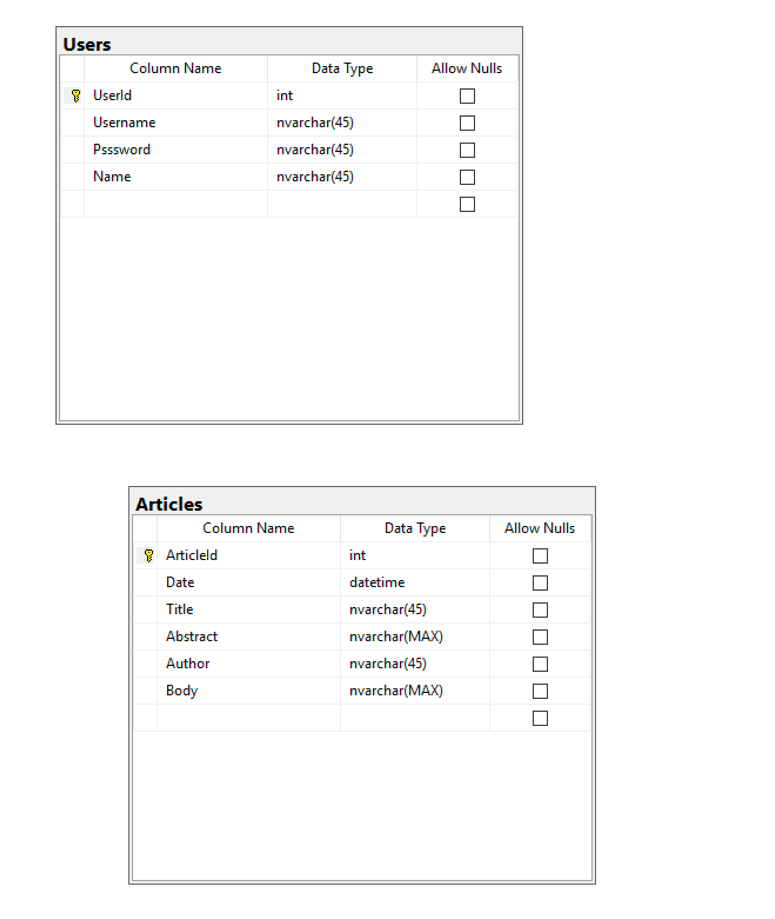 Users
Column Name Data Type Allow Nulls
UserId int
Username nvarchar(45)
Psssword nvarchar(45)
Name nvarchar(45)
Articles
Column Name Data Type Allow Nulls
ArticleId int
Date datetime
Title nvarchar(45)
Abstract nvarchar(MAX)
Author nvarchar(45)
Body nvarchar(MAX)